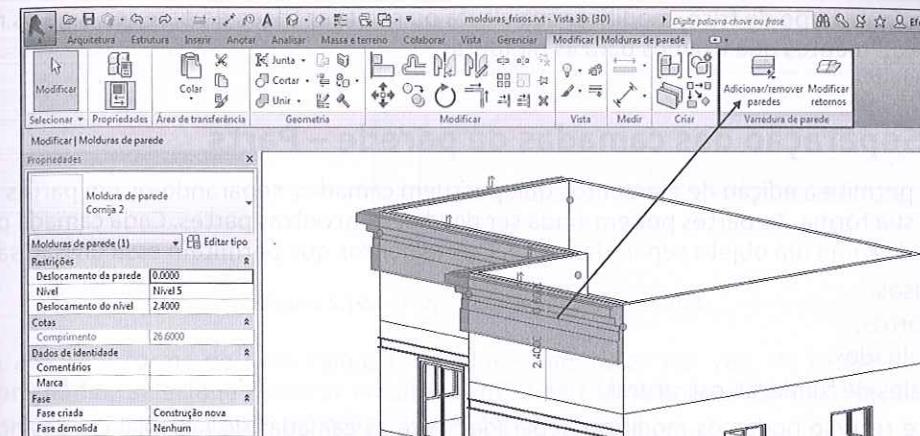 molduras_frisos.rvt - Vista 3D: {3D}
Digite palavra-chave ou frase
Arquitetura Estrutura Inserir Anotar Analisar Massa e terreno Colaborar Vista Gerenciar Modificar | Molduras de parede
Modificar
Colar
Junta
Cortar
Unir
Adicionar/remover paredes
Modificar retornos
Selecionar Propriedades Área de transferência Geometria Modificar Vista Medir Criar Varredura de parede
Modificar | Molduras de parede
Propriedades
Moldura de parede
Cornija 2
Molduras de parede (1) Editar tipo
Restrições
Deslocamento da parede 0.0000
Nível Nível 5
Deslocamento do nível 2.4000
Cotas
Comprimento 26.6000
Dados de identidade
Comentários
Marca
Fase
Fase criada Construção nova
Fase demolida Nenhum